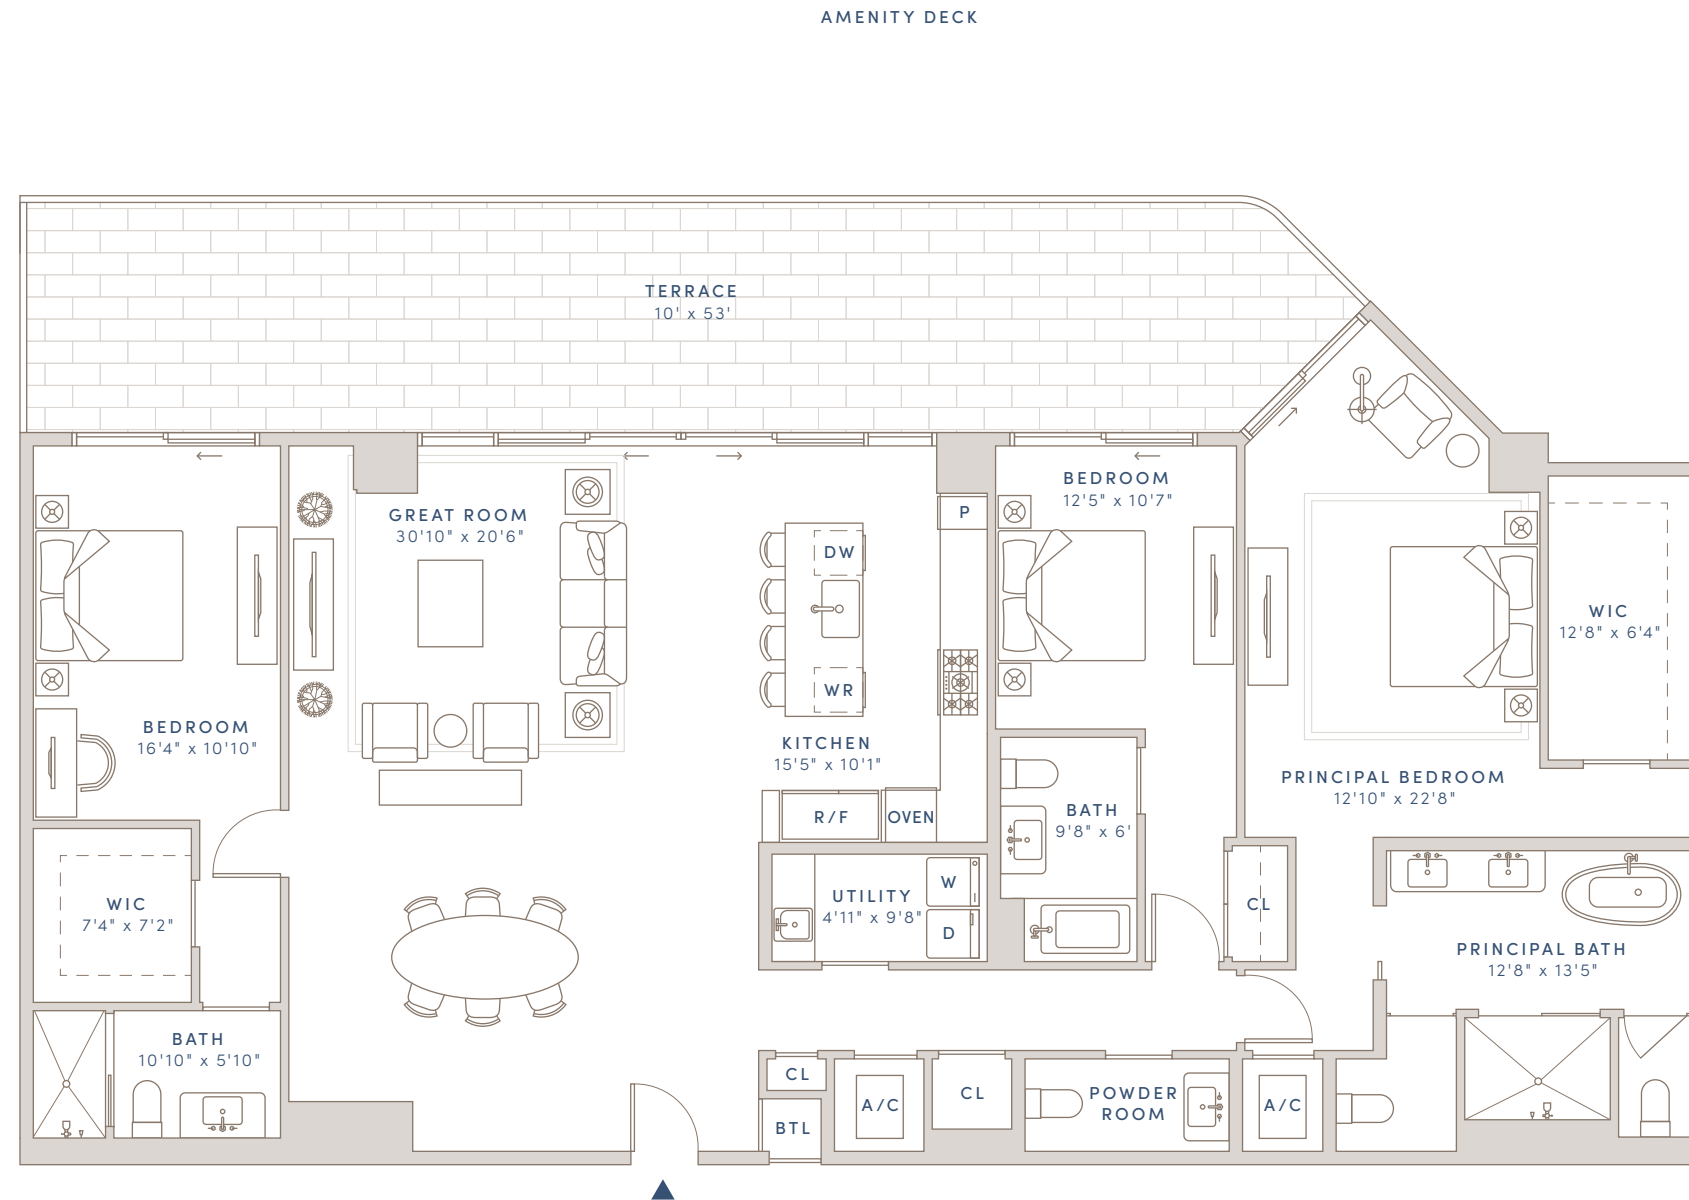 AMENITY DECK
TERRACE
10' x 53'
BEDROOM
12'5" x 10'7"
GREAT ROOM
30'10" x 20'6"
P
DW
WIC
12'8" x 6'4"
WR
BEDROOM
16'4" x 10'10"
KITCHEN
15'5" x 10'1"
PRINCIPAL BEDROOM
12'10" x 22'8"
R/F
OVEN
BATH
9'8" x 6'
W
UTILITY
4'11" x 9'8"
D
CL
WIC
7'4" x 7'2"
PRINCIPAL BATH
12'8" x 13'5"
BATH
10'10" x 5'10"
CL
CL
A/C
POWDER
ROOM
A/C
BTL